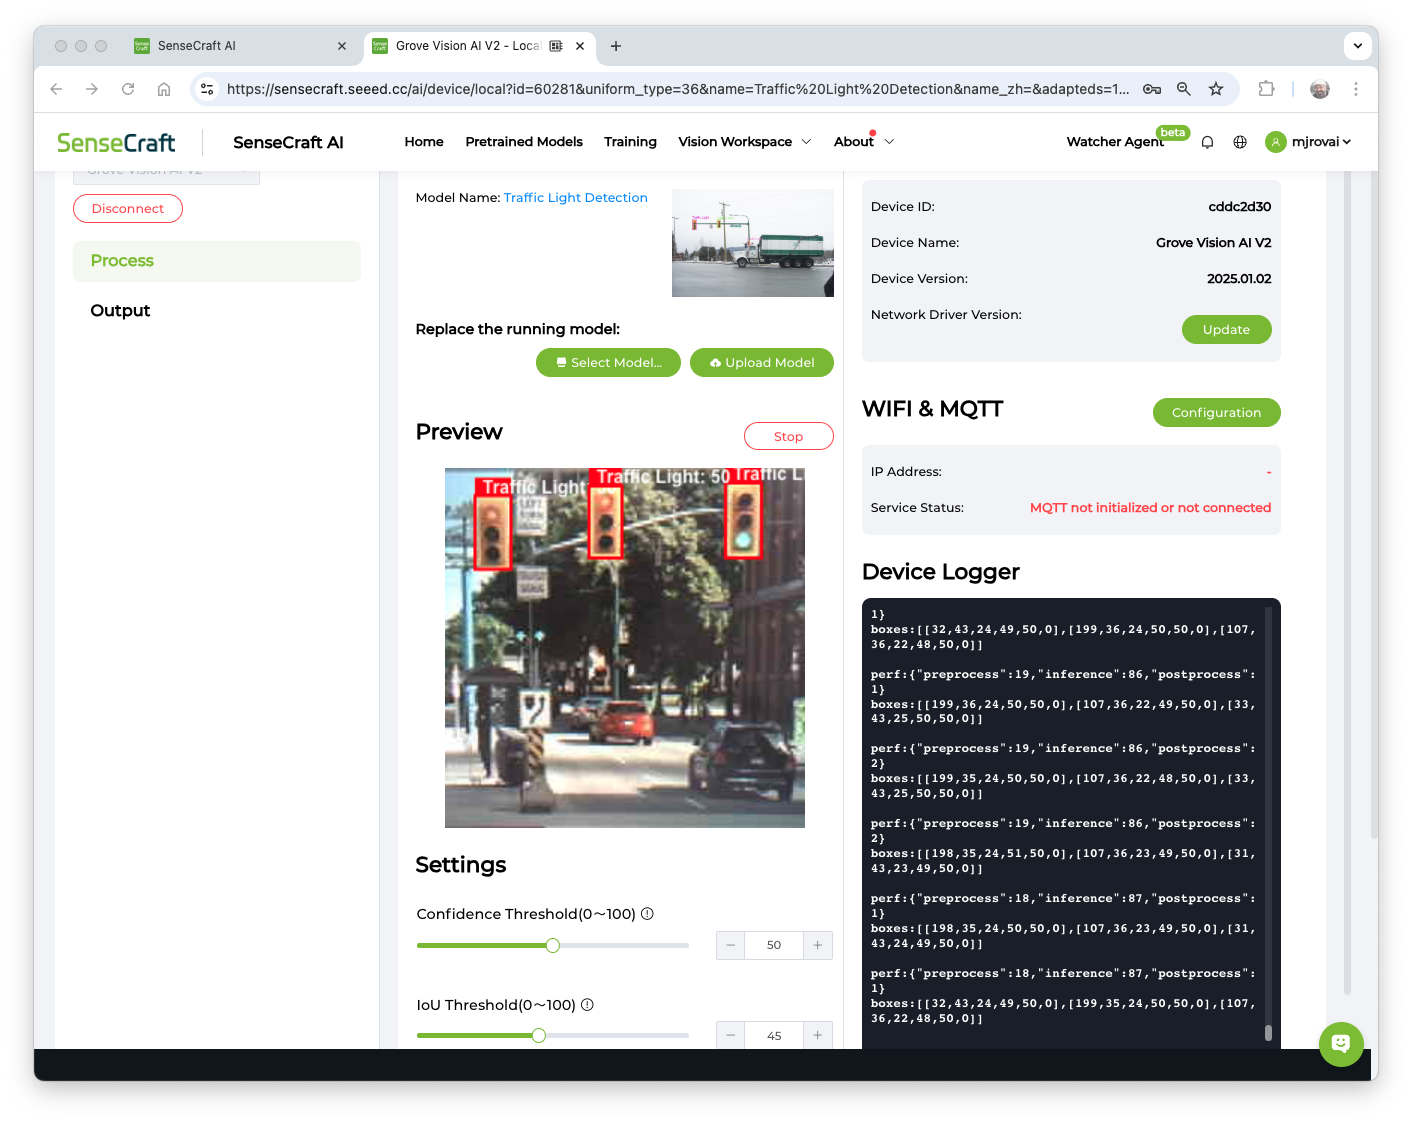 SenseCraft AI
Grove Vision AI V2 - Loca
https://sensecraft.seeed.cc/ai/device/local?id=60281&uniform_type=36&name=Traffic%20Light%20Detection&name_zh=&adapteds=1...
SenseCraft
SenseCraft AI
Home
Pretrained Models
Training
Vision Workspace
About
Watcher Agent
beta
mjrovai
Grove Vision AI V2
Disconnect
Process
Output
Model Name: Traffic Light Detection
Replace the running model:
Select Model...
Upload Model
Preview
Stop
Traffic Light:
Traffic Light: 50
Traffic L
Settings
Confidence Threshold(0~100)
50
IoU Threshold(0~100)
45
Device ID:
cddc2d30
Device Name:
Grove Vision AI V2
Device Version:
2025.01.02
Network Driver Version:
Update
WIFI & MQTT
Configuration
IP Address:
-
Service Status:
MQTT not initialized or not connected
Device Logger
1}
boxes:[[32,43,24,49,50,0],[199,36,24,50,50,0],[107,
36,22,48,50,0]]
perf:{"preprocess":19,"inference":86,"postprocess":
1}
boxes:[[199,36,24,50,50,0],[107,36,22,49,50,0],[33,
43,25,50,50,0]]
perf:{"preprocess":19,"inference":86,"postprocess":
2}
boxes:[[199,35,24,50,50,0],[107,36,22,48,50,0],[33,
43,25,50,50,0]]
perf:{"preprocess":19,"inference":86,"postprocess":
2}
boxes:[[198,35,24,51,50,0],[107,36,23,49,50,0],[31,
43,23,49,50,0]]
perf:{"preprocess":18,"inference":87,"postprocess":
1}
boxes:[[198,35,24,50,50,0],[107,36,23,49,50,0],[31,
43,24,49,50,0]]
perf:{"preprocess":18,"inference":87,"postprocess":
1}
boxes:[[32,43,24,49,50,0],[199,35,24,50,50,0],[107,
36,22,48,50,0]]